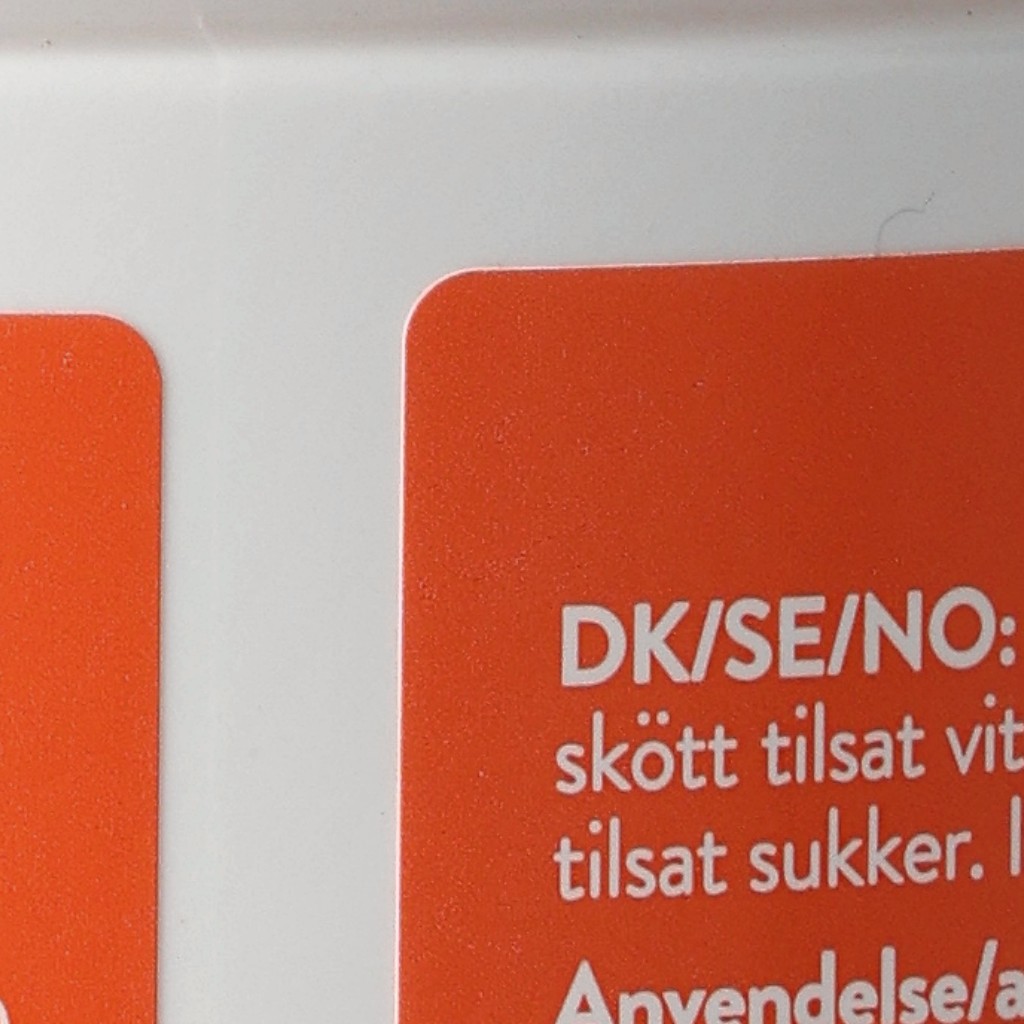 DK/SE/NO:
skött tilsat vit
tilsat sukker.
Anvendelse/a